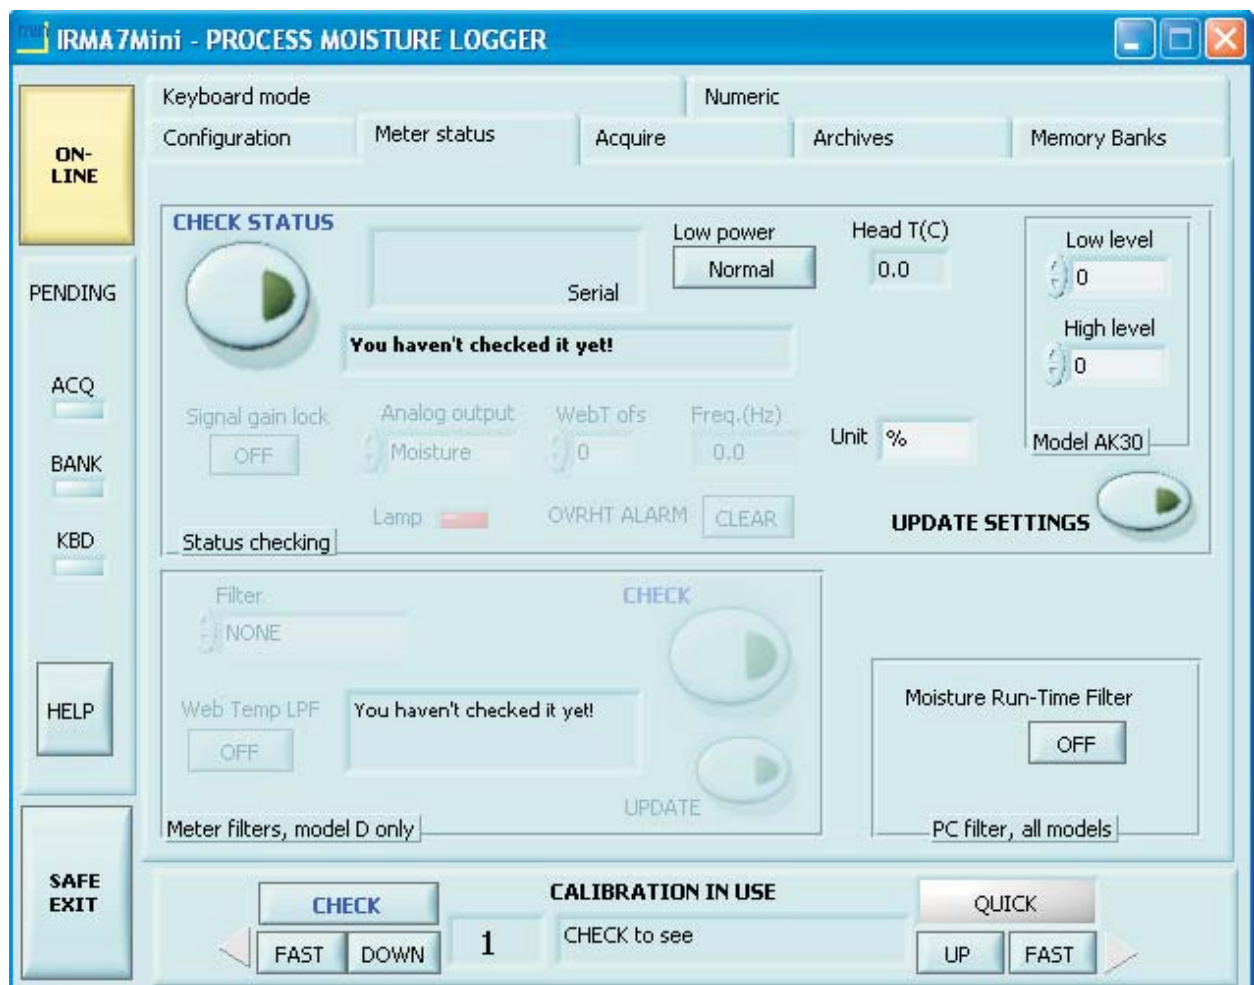 mini
IRMA7Mini - PROCESS MOISTURE LOGGER
Keyboard mode
Numeric
Configuration
Meter status
Acquire
Archives
Memory Banks
ON-
LINE
PENDING
ACQ
BANK
KBD
HELP
SAFE
EXIT
CHECK STATUS
Serial
Low power
Normal
Head T(C)
0.0
Low level
0
High level
0
Model AK30
You haven't checked it yet!
Signal gain lock
OFF
Analog output
Moisture
WebT ofs
0
Freq.(Hz)
0.0
Unit %
Lamp
OVRHT ALARM CLEAR
UPDATE SETTINGS
Status checking
Filter
NONE
CHECK
Web Temp LPF
OFF
You haven't checked it yet!
UPDATE
Meter filters, model D only
Moisture Run-Time Filter
OFF
PC filter, all models
CHECK
FAST DOWN
1
CALIBRATION IN USE
CHECK to see
QUICK
UP FAST